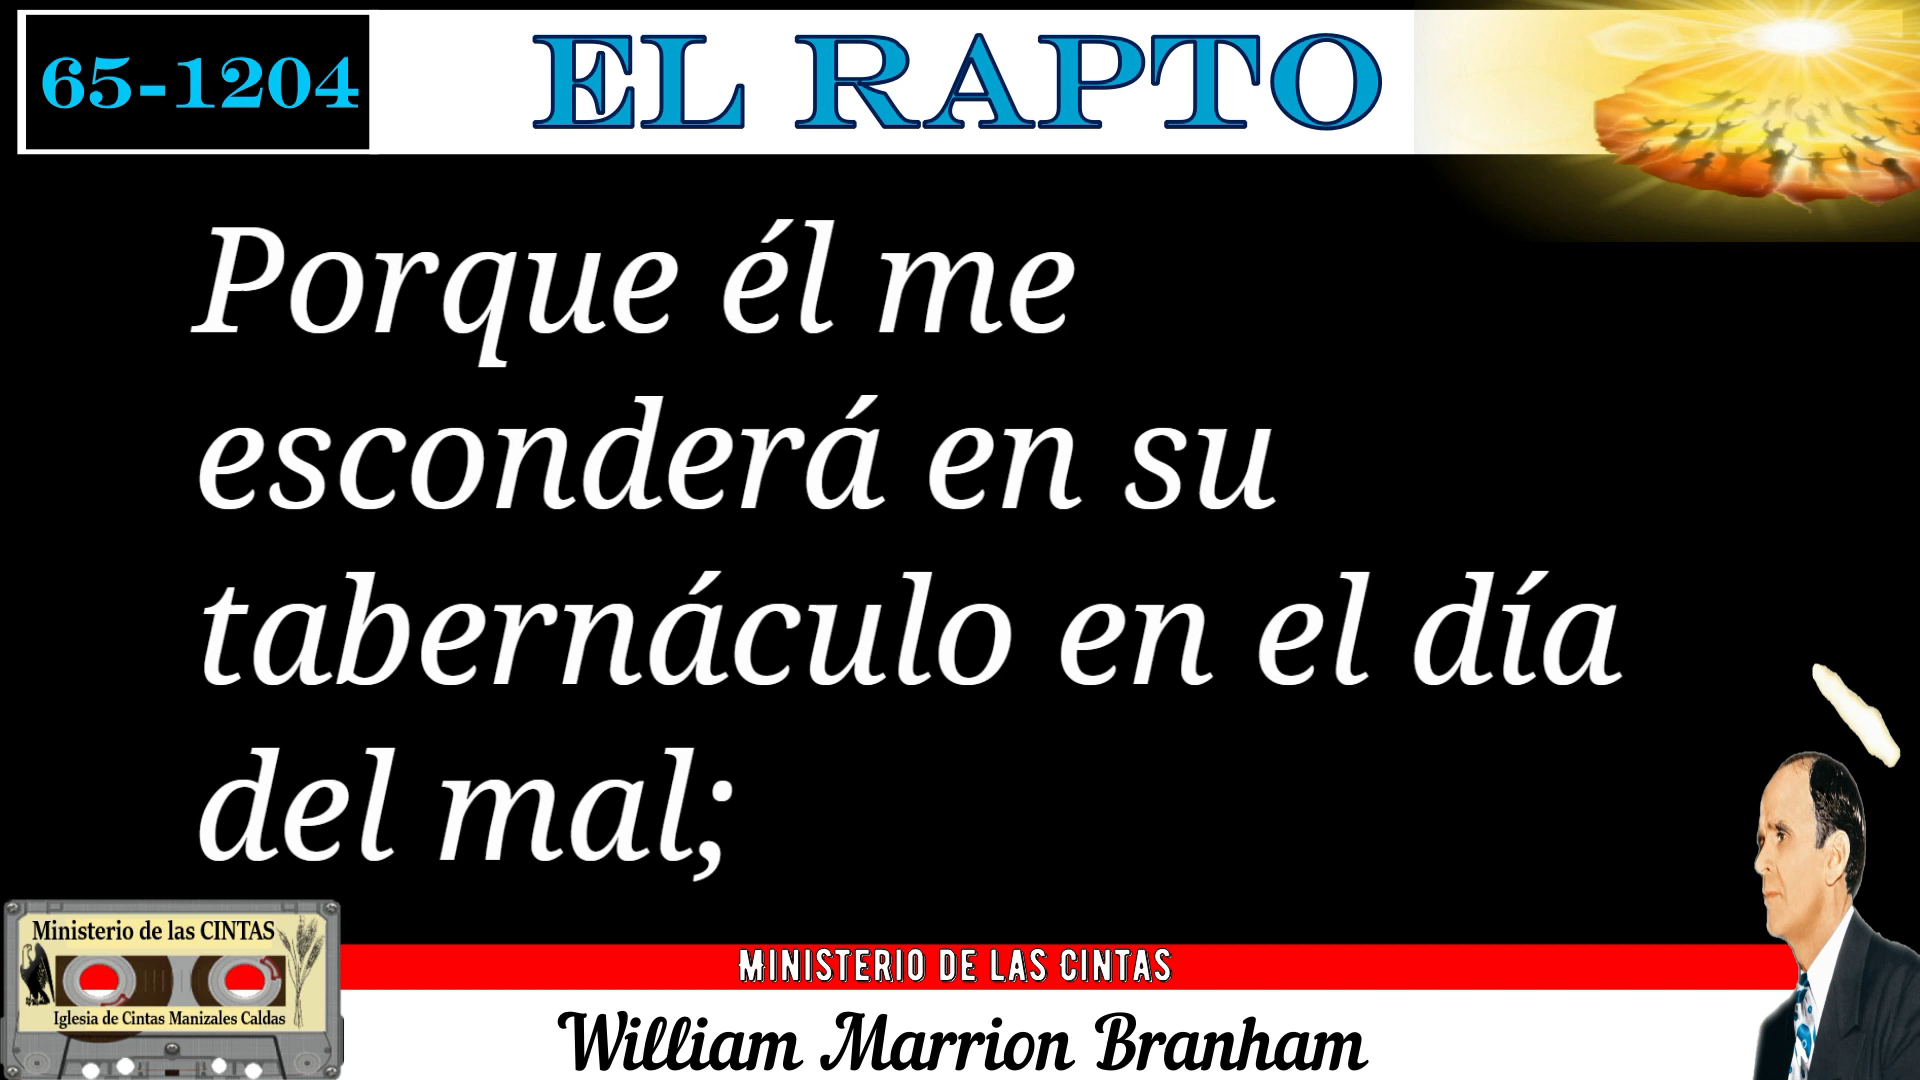 65-1204
EL RAPTO
Porque él me
esconderá en su
tabernáculo en el día
del mal;
Ministerio de las CINTAS
Iglesia de Cintas Manizales Caldas
MINISTERIO DE LAS CINTAS
William Marrion Branham